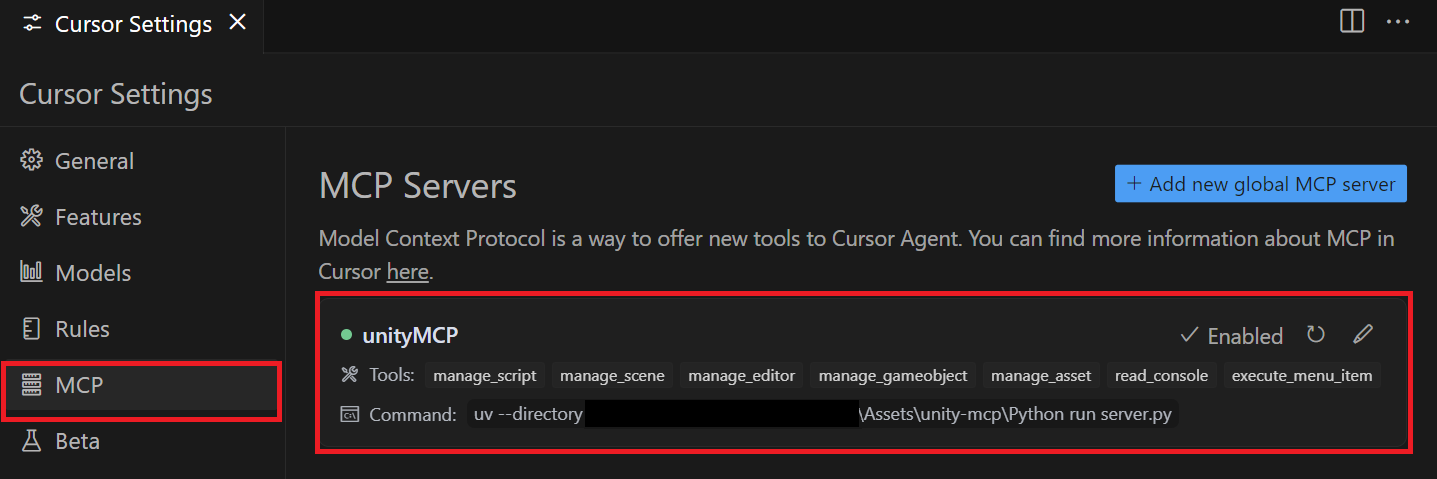 Cursor Settings
Cursor Settings
General
Features
Models
Rules
MCP
Beta
MCP Servers
+ Add new global MCP server
Model Context Protocol is a way to offer new tools to Cursor Agent. You can find more information about MCP in
Cursor here.
unityMCP
Enabled
Tools: manage_script manage_scene manage_editor manage_gameobject manage_asset read_console execute_menu_item
Command: uv --directory \Assets\unity-mcp\Python run server.py